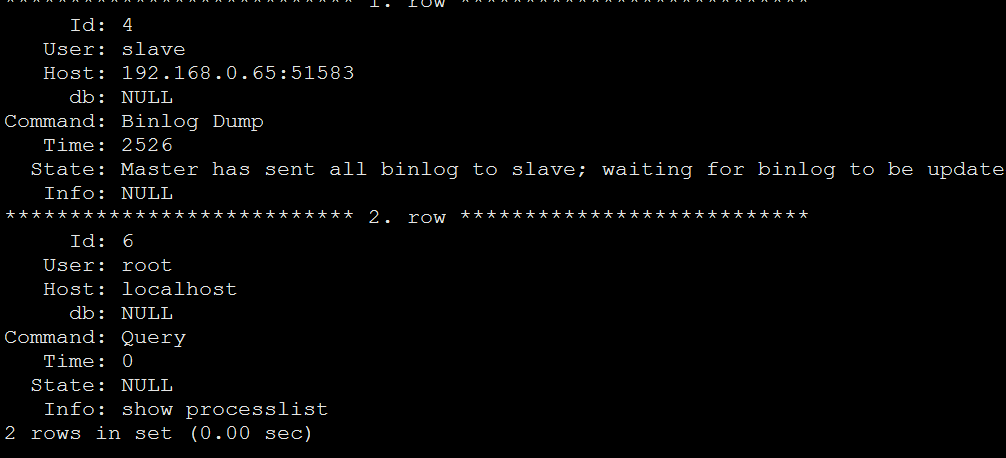 *************************** 1. row ***************************
Id: 4
User: slave
Host: 192.168.0.65:51583
db: NULL
Command: Binlog Dump
Time: 2526
State: Master has sent all binlog to slave; waiting for binlog to be update
Info: NULL
*************************** 2. row ***************************
Id: 6
User: root
Host: localhost
db: NULL
Command: Query
Time: 0
State: NULL
Info: show processlist
2 rows in set (0.00 sec)